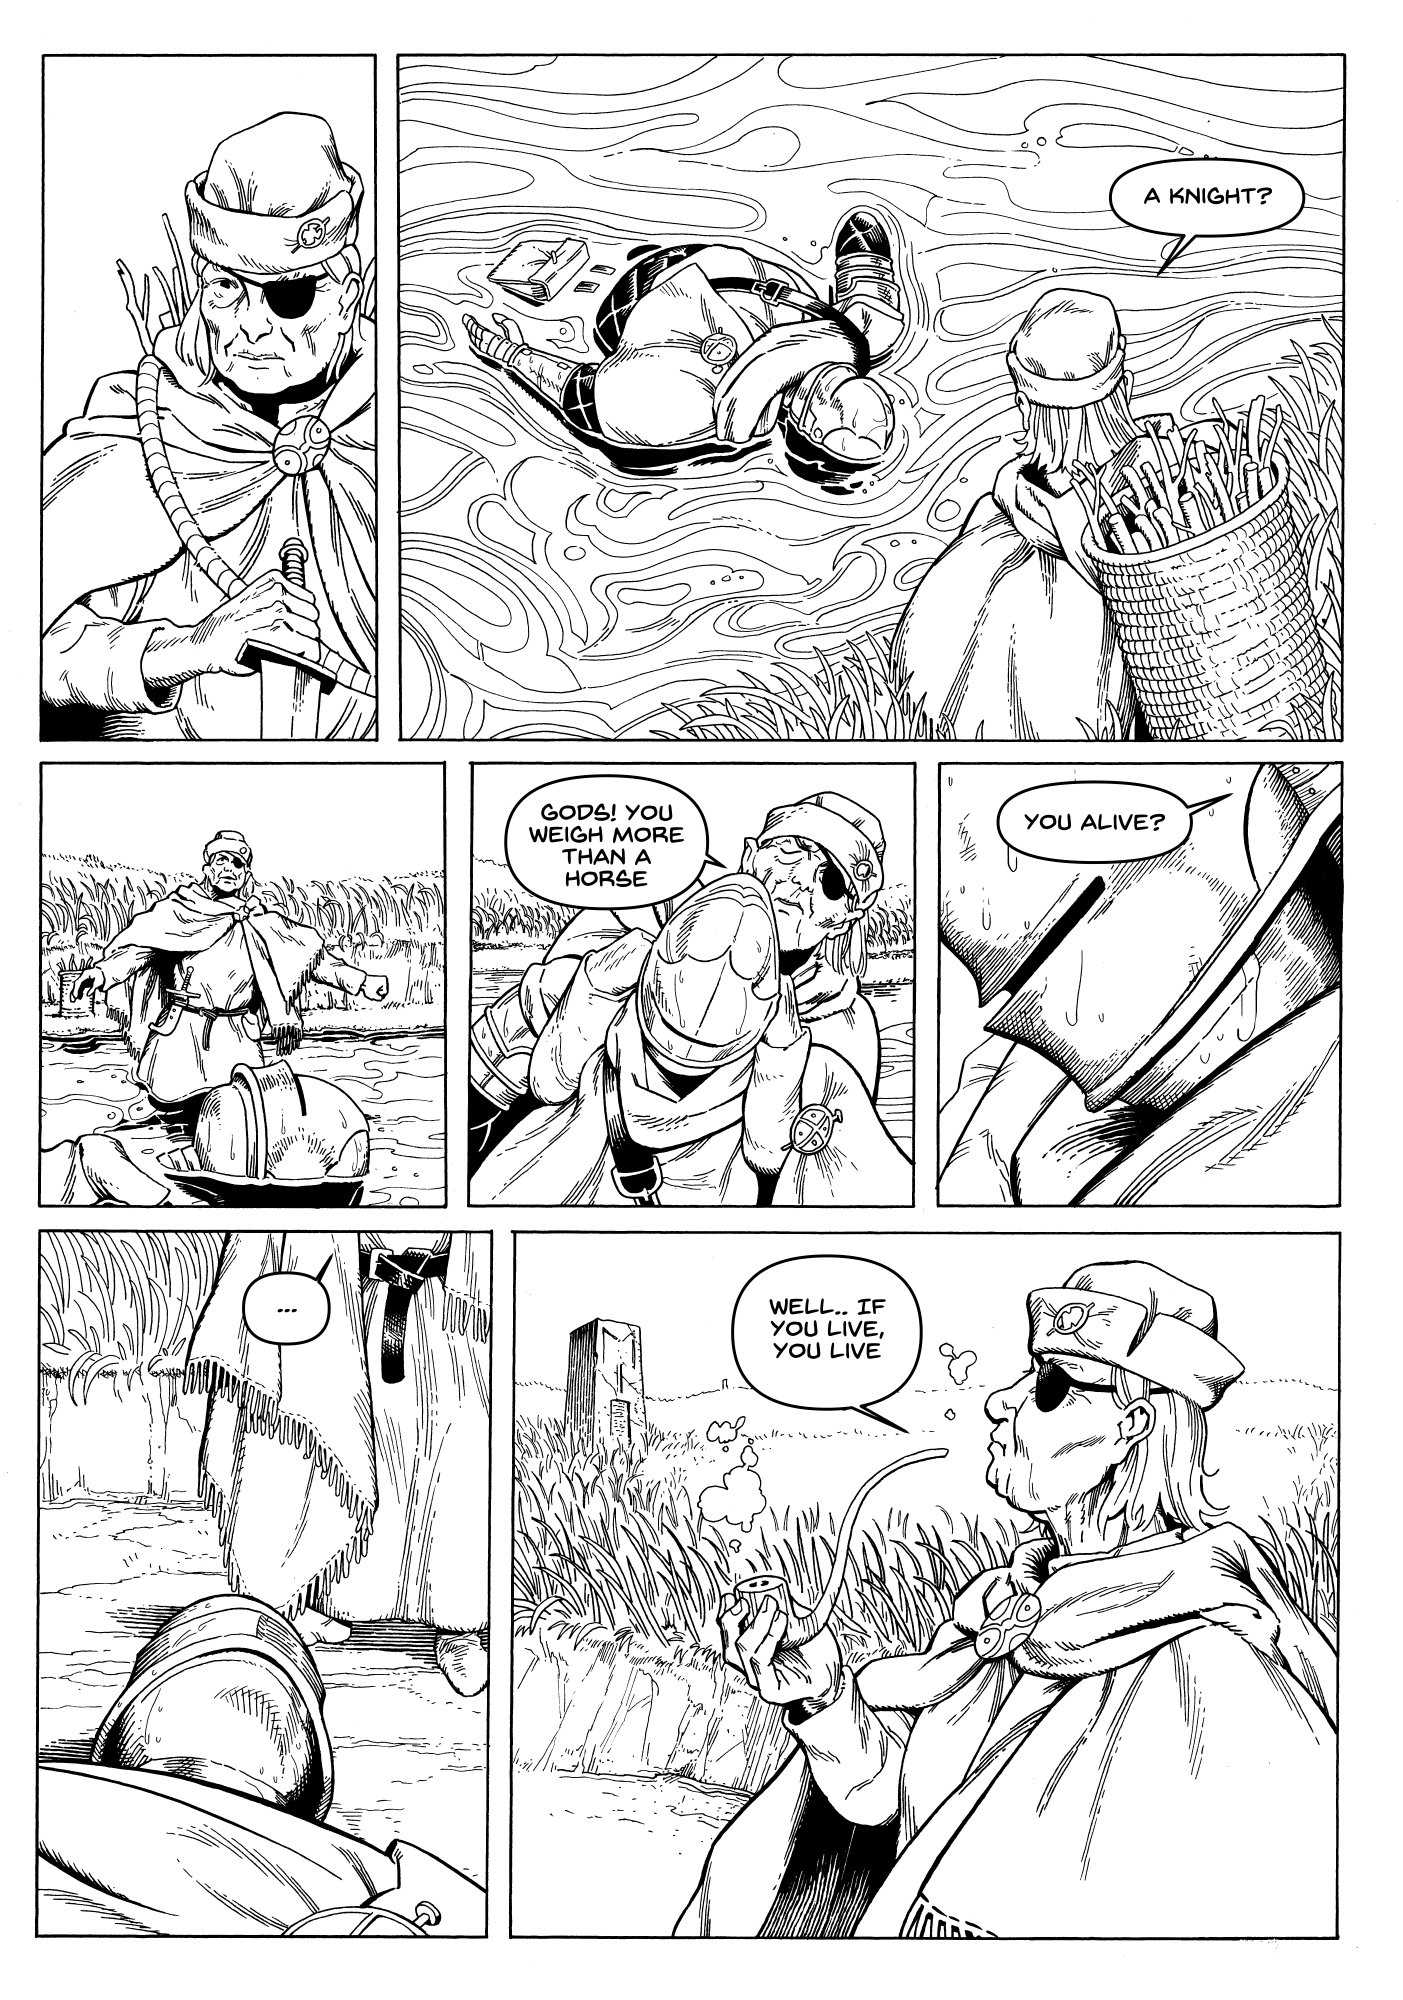 A KNIGHT?
GODS! YOU
WEIGH MORE
THAN A
HORSE
YOU ALIVE?
...
WELL.. IF
YOU LIVE,
YOU LIVE